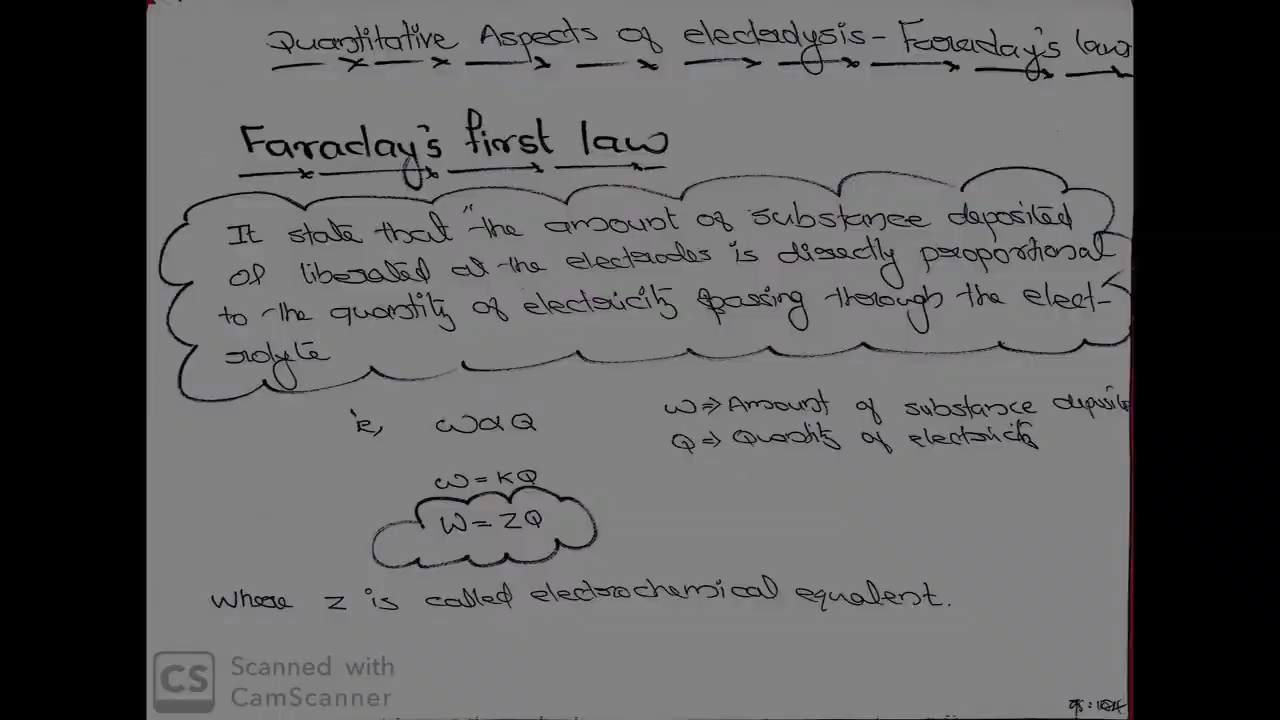 Quantitative Aspects of electrolysis - Faraday's law
Faraday's first law
It state that "the amount of substance deposited
or liberated at the electrodes is directly proportional
to the quantity of electricity passing through the elect-
rolyte
ie, w α Q
w ⇒ Amount of substance deposite
Q ⇒ Quantity of electricity
w = KQ
W = ZQ
where z is called electrochemical equalent.
CS
Scanned with
CamScanner